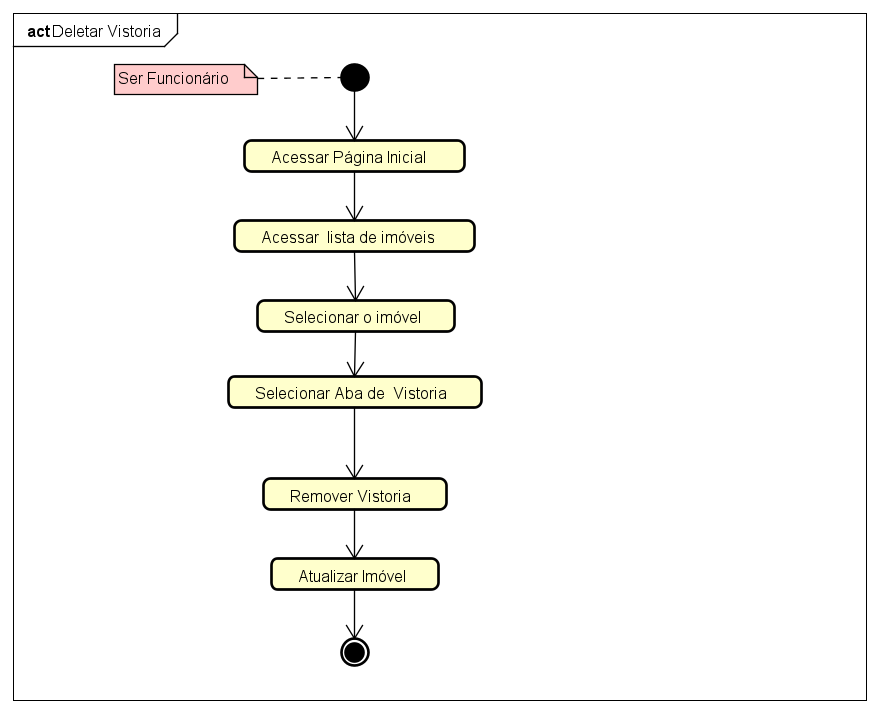 act Deletar Vistoria
Ser Funcionário
Acessar Página Inicial
Acessar lista de imóveis
Selecionar o imóvel
Selecionar Aba de Vistoria
Remover Vistoria
Atualizar Imóvel